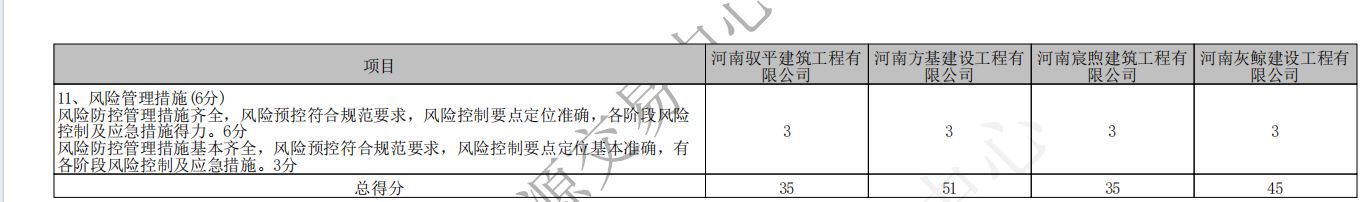 项目
河南驭平建筑工程有
限公司
河南方基建设工程有
限公司
河南宸煦建筑工程有
限公司
河南灰鲸建设工程有
限公司
11、风险管理措施(6分)
风险防控管理措施齐全，风险预控符合规范要求，风险控制要点定位准确，各阶段风险
控制及应急措施得力。6分
风险防控管理措施基本齐全，风险预控符合规范要求，风险控制要点定位基本准确，有
各阶段风险控制及应急措施。3分
3
3
3
3
总得分
35
51
35
45
源交易中心
中心